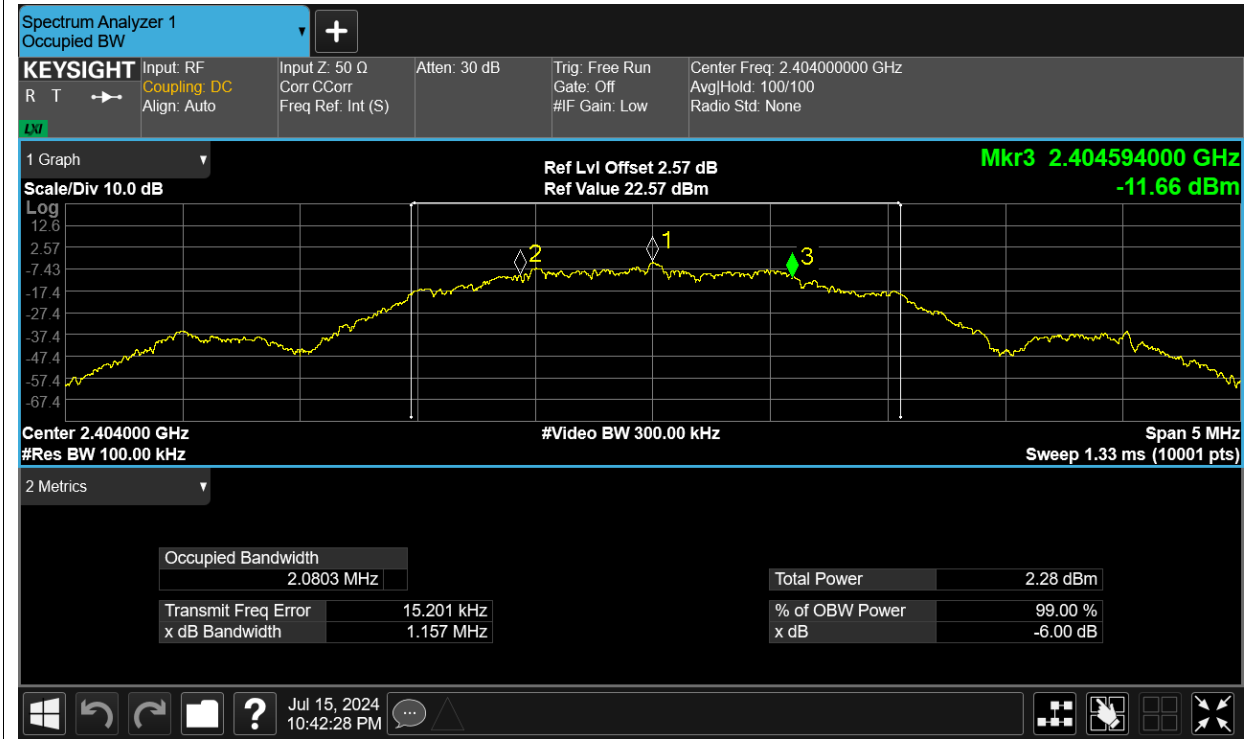 Spectrum Analyzer 1
Occupied BW
KEYSIGHT
R T
LXI
Input: RF
Coupling: DC
Align: Auto
Input Z: 50 Ω
Corr CCorr
Freq Ref: Int (S)
Atten: 30 dB
Trig: Free Run
Gate: Off
#IF Gain: Low
Center Freq: 2.404000000 GHz
Avg|Hold: 100/100
Radio Std: None
1 Graph
Scale/Div 10.0 dB
Ref Lvl Offset 2.57 dB
Ref Value 22.57 dBm
Mkr3 2.404594000 GHz
-11.66 dBm
Log
12.6
2.57
-7.43
-17.4
-27.4
-37.4
-47.4
-57.4
-67.4
2
1
3
Center 2.404000 GHz
#Res BW 100.00 kHz
#Video BW 300.00 kHz
Span 5 MHz
Sweep 1.33 ms (10001 pts)
2 Metrics
Occupied Bandwidth
2.0803 MHz
Transmit Freq Error 15.201 kHz
x dB Bandwidth 1.157 MHz
Total Power 2.28 dBm
% of OBW Power 99.00 %
x dB -6.00 dB
?
Jul 15, 2024
10:42:28 PM